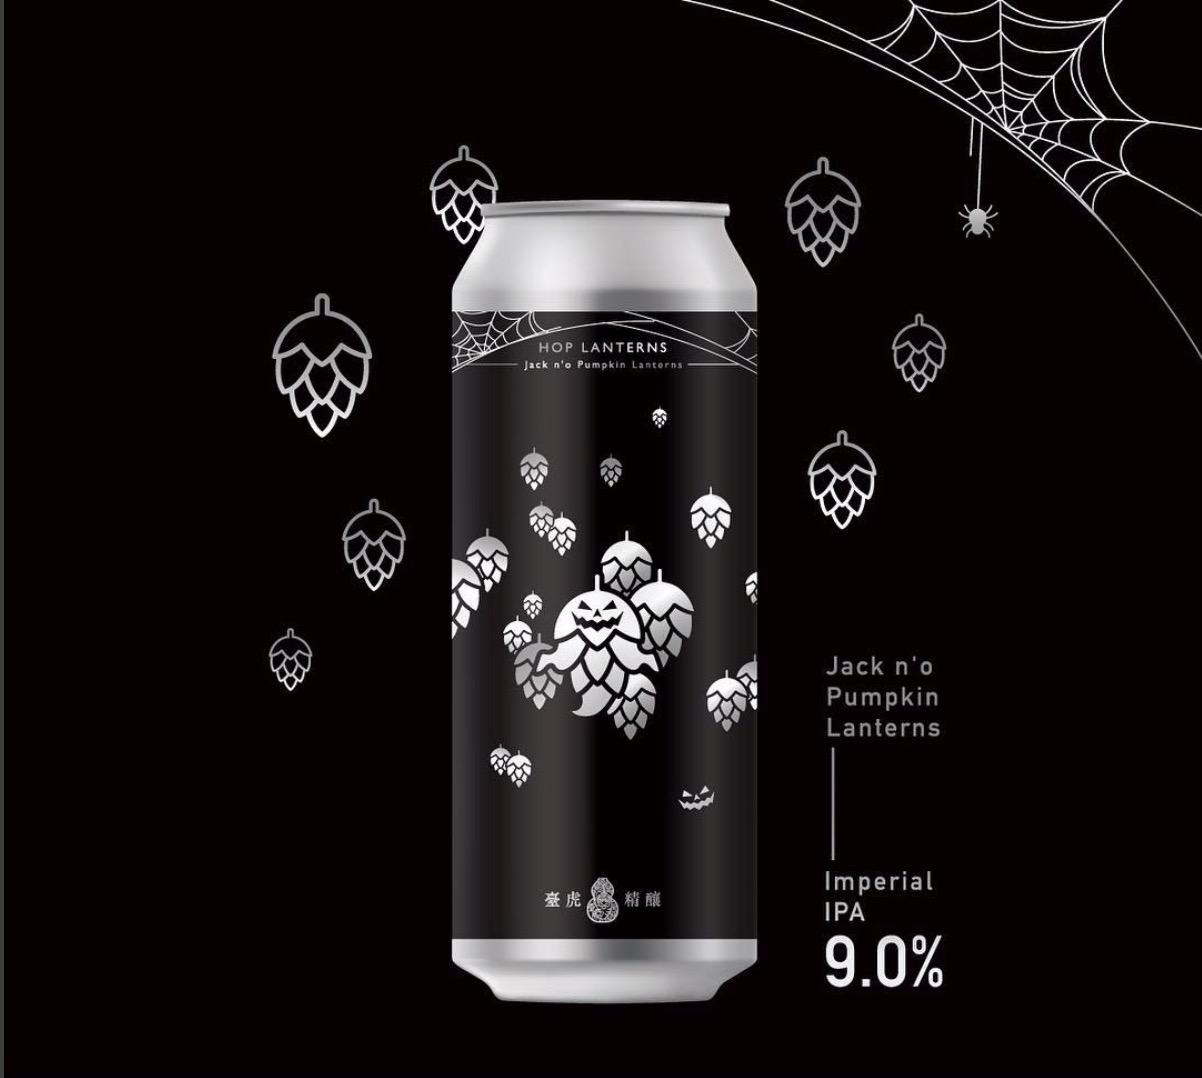 HOP LANTERNS
Jack n'o Pumpkin Lanterns
臺虎 精釀
Jack n'o
Pumpkin
Lanterns
Imperial
IPA
9.0%